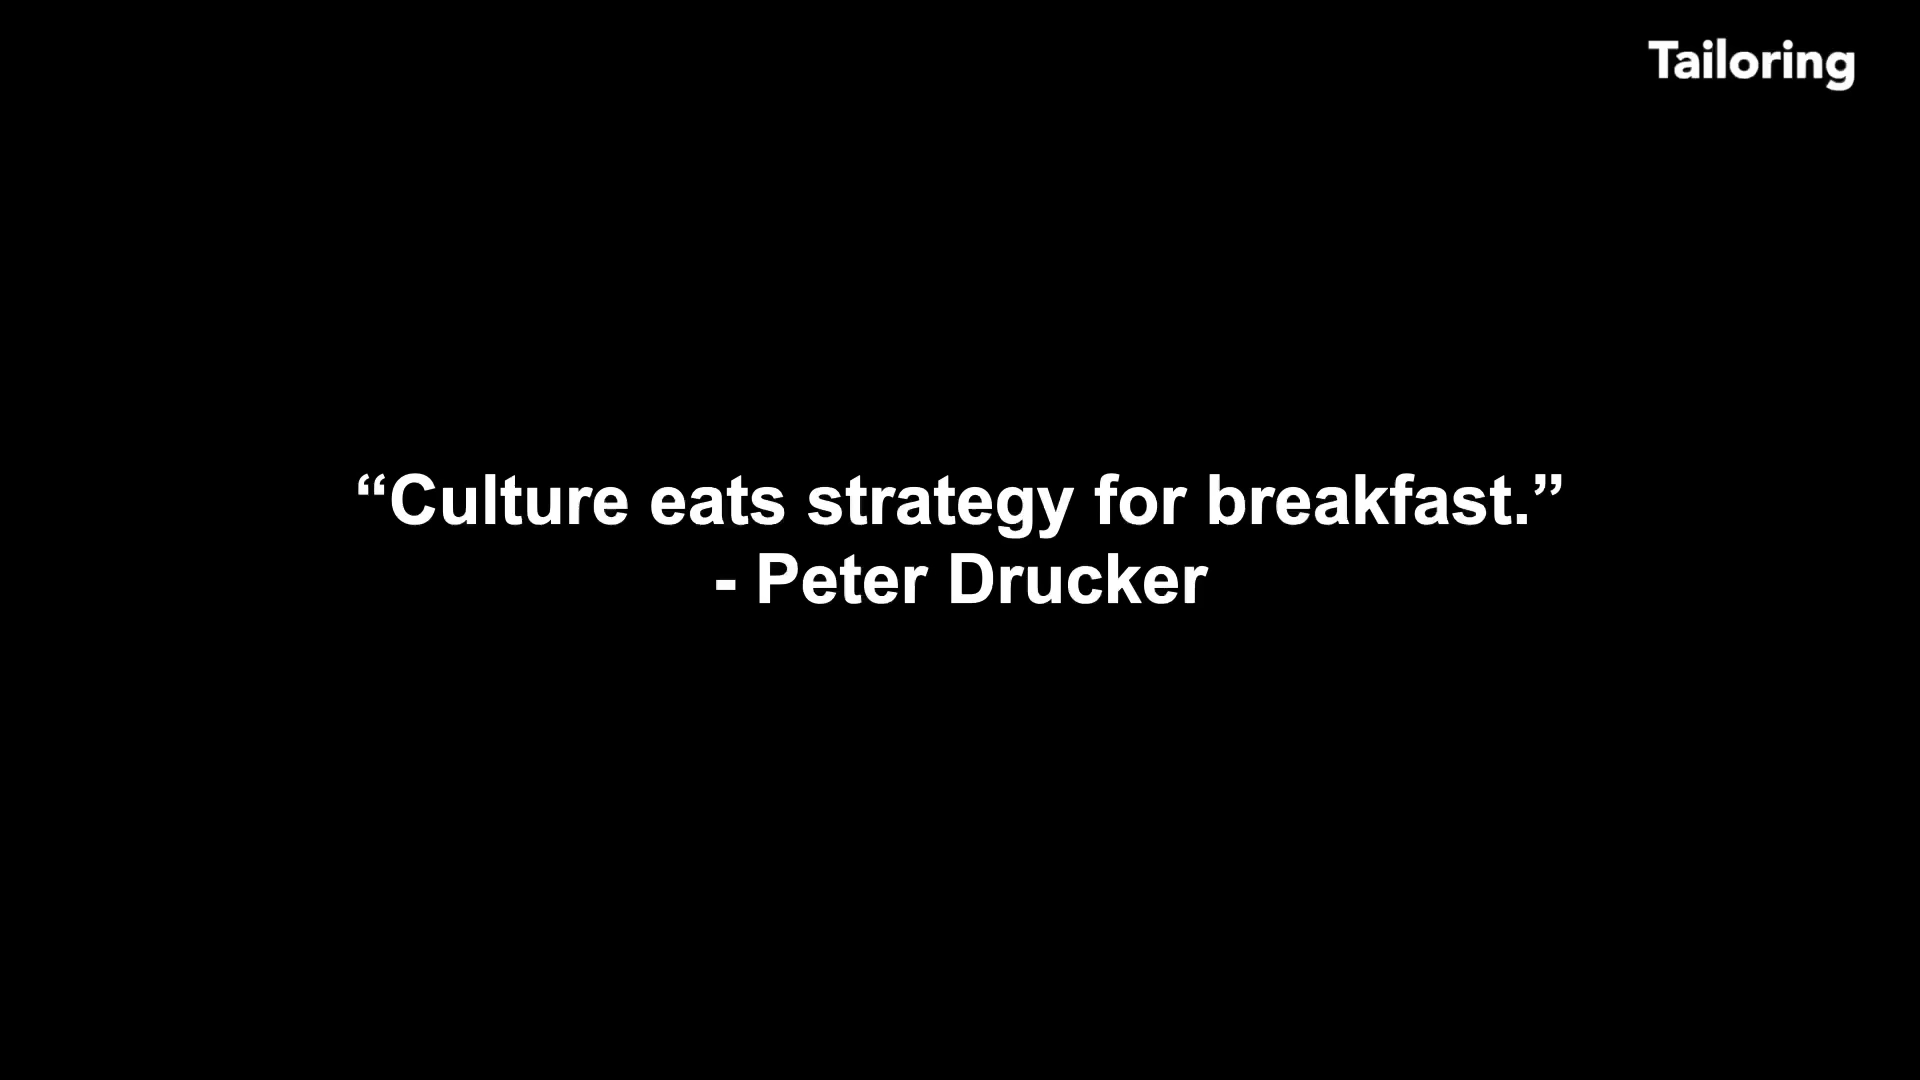 Tailoring
“Culture eats strategy for breakfast.”
- Peter Drucker